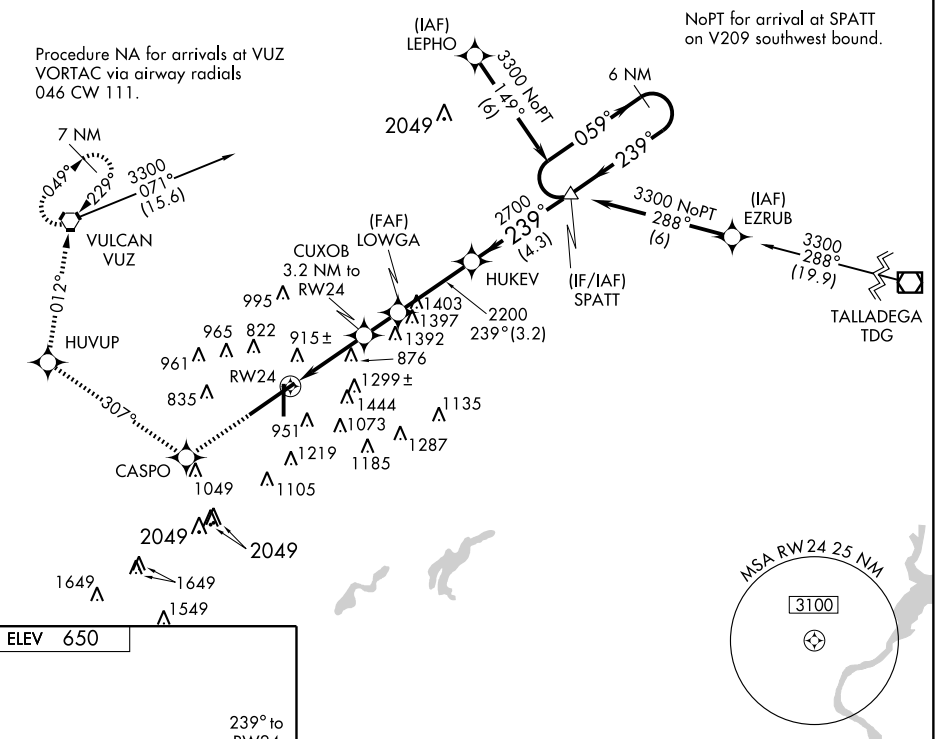 Procedure NA for arrivals at VUZ
VORTAC via airway radials
046 CW 111.
NoPT for arrival at SPATT
on V209 southwest bound.
(IAF)
LEPHO
3300 NoPT
149°
(6)
6 NM
059°
239°
2049
7 NM
049°
229°
3300
071°
(15.6)
VULCAN
VUZ
012°
2700
239°
(4.3)
3300 NoPT
288°
(6)
(IAF)
EZRUB
3300
288°
(19.9)
TALLADEGA
TDG
(FAF)
LOWGA
CUXOB
3.2 NM to
RW24
HUKEV
(IF/IAF)
SPATT
2200
239°(3.2)
995
1403
1397
1392
HUVUP
965
822
915±
961
876
RW24
835
1299±
1444
1135
951
1073
1287
307°
1219
1185
CASPO
1049
1105
2049
2049
1649
1649
1549
MSA RW24 25 NM
3100
ELEV 650
239° to
RW24